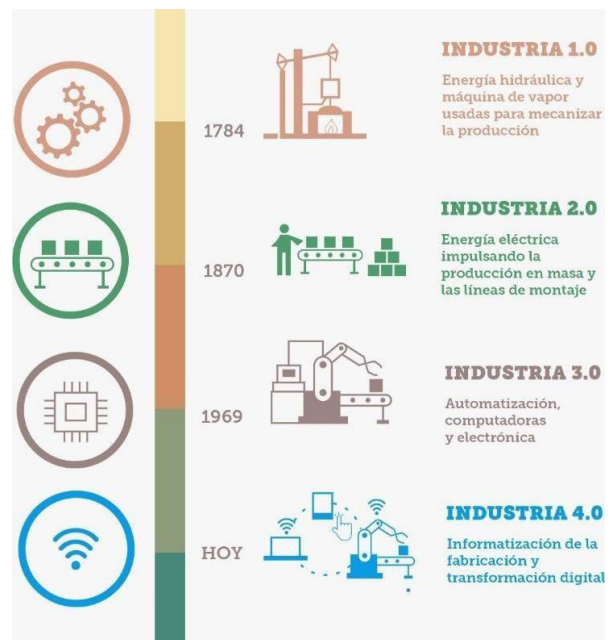 INDUSTRIA 1.0
Energía hidráulica y
máquina de vapor
usadas para mecanizar
la producción
1784
INDUSTRIA 2.0
Energía eléctrica
impulsando la
producción en masa y
las líneas de montaje
1870
INDUSTRIA 3.0
Automatización,
computadoras
y electrónica
1969
INDUSTRIA 4.0
Informatización de la
fabricación y
transformación digital
HOY